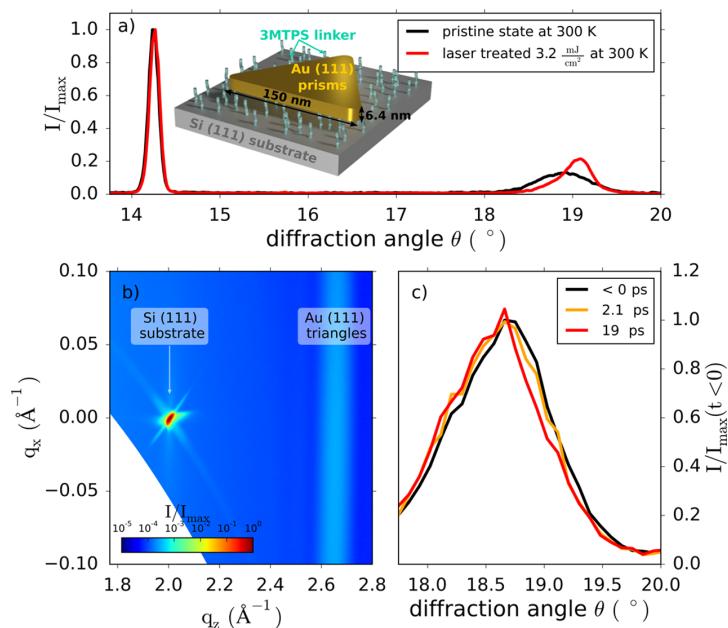 a)
3MTPS linker
Au (111)
prisms
150 nm
6.4 nm
Si (111) substrate
pristine state at 300 K
laser treated 3.2 mJ/cm² at 300 K
I/I_max
1.0
0.8
0.6
0.4
0.2
0.0
14 15 16 17 18 19 20
diffraction angle θ ( ° )
b)
Si (111)
substrate
Au (111)
triangles
q_x (Å⁻¹)
0.10
0.05
0.00
−0.05
−0.10
I/I_max
10⁻⁵ 10⁻⁴ 10⁻³ 10⁻² 10⁻¹ 10⁰
1.8 2.0 2.2 2.4 2.6 2.8
q_z (Å⁻¹)
c)
< 0 ps
2.1 ps
19 ps
1.2
1.0
0.8
0.6
0.4
0.2
0.0
I/I_max(t <0)
18.0 18.5 19.0 19.5 20.0
diffraction angle θ ( ° )